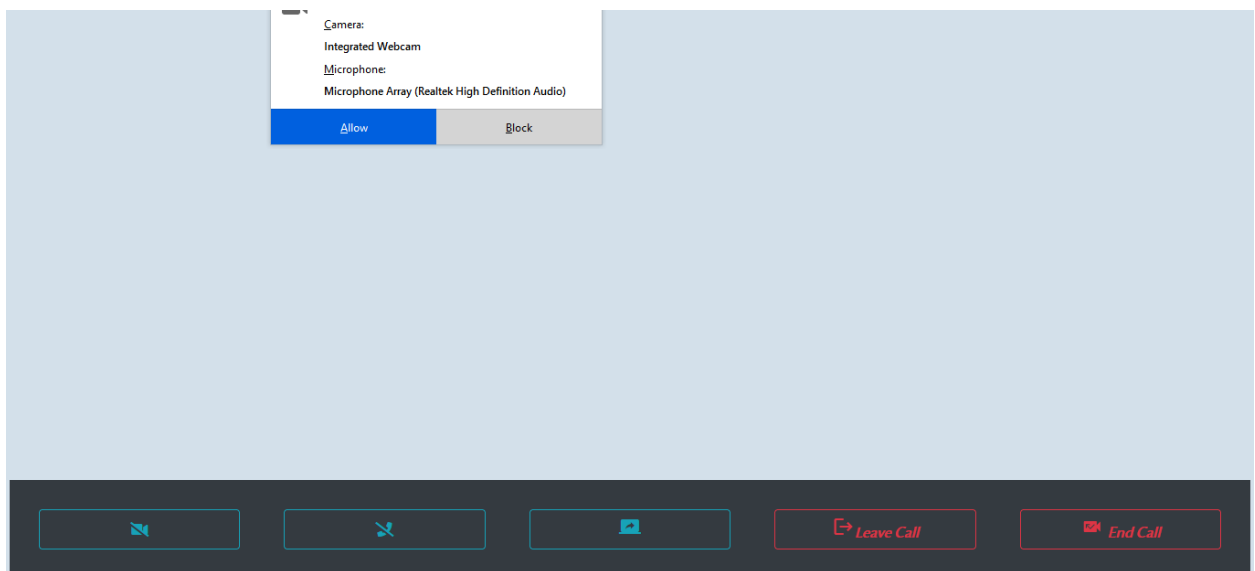 Camera:
Integrated Webcam
Microphone:
Microphone Array (Realtek High Definition Audio)
Allow
Block
Leave Call
End Call